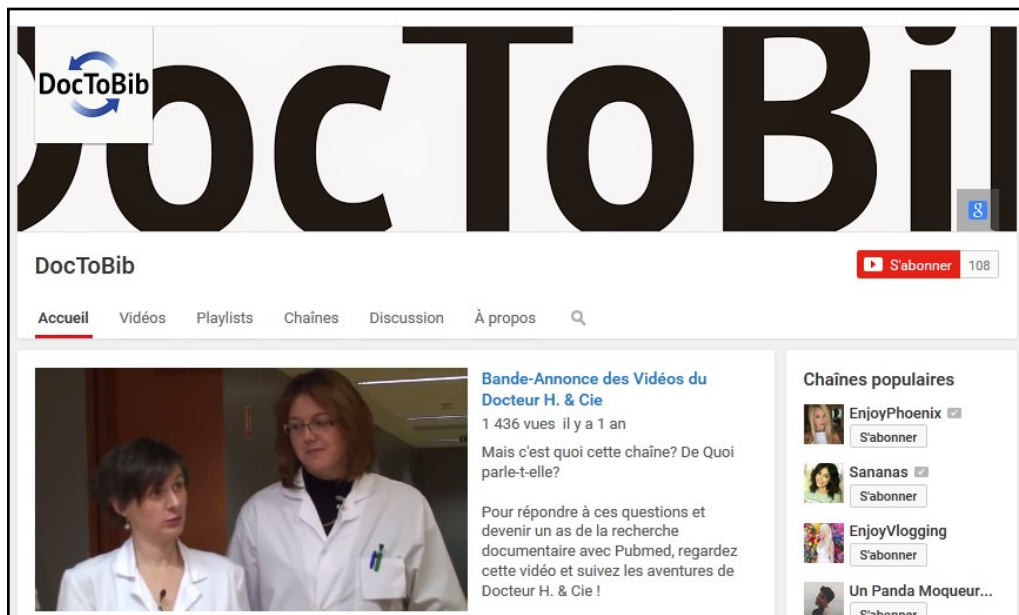 DocToBib
DocToBib
DocToBib
S'abonner 108
Accueil Vidéos Playlists Chaînes Discussion À propos
Bande-Annonce des Vidéos du
Docteur H. & Cie
1 436 vues il y a 1 an
Mais c'est quoi cette chaîne? De Quoi
parle-t-elle?
Pour répondre à ces questions et
devenir un as de la recherche
documentaire avec Pubmed, regardez
cette vidéo et suivez les aventures de
Docteur H. & Cie !
Chaînes populaires
EnjoyPhoenix
S'abonner
Sananas
S'abonner
EnjoyVlogging
S'abonner
Un Panda Moqueur...
S'abonner